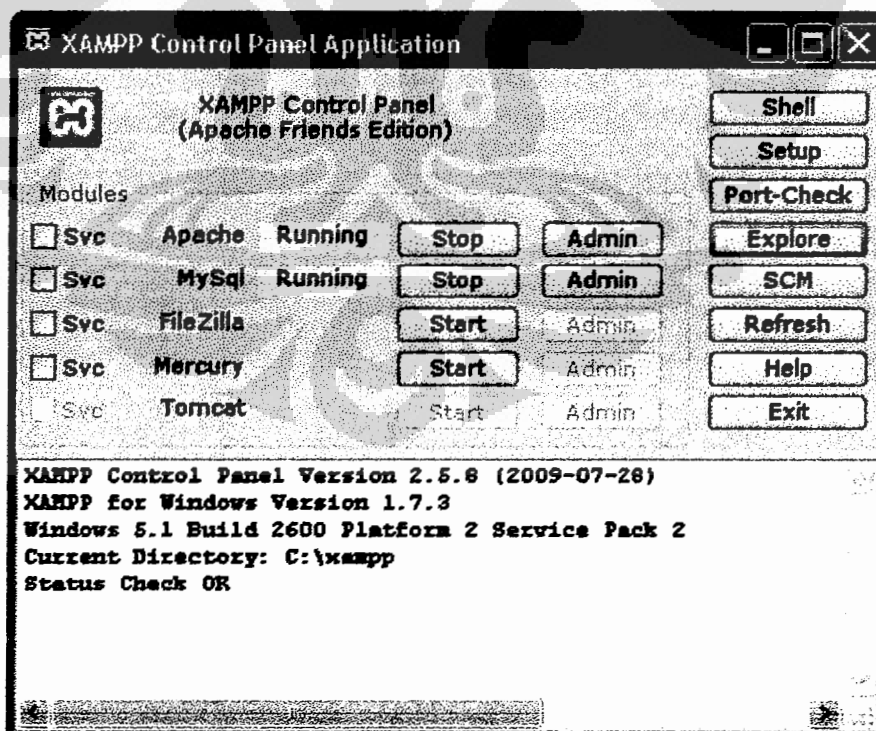 XAMPP Control Panel Application
XAMPP Control Panel
(Apache Friends Edition)
Shell
Setup
Modules
Port-Check
Svc Apache Running Stop Admin Explore
Svc MySql Running Stop Admin SCM
Svc FileZilla Start Admin Refresh
Svc Mercury Start Admin Help
Svc Tomcat Start Admin Exit
XAMPP Control Panel Version 2.5.8 (2009-07-28)
XAMPP for Windows Version 1.7.3
Windows 5.1 Build 2600 Platform 2 Service Pack 2
Current Directory: C:\xampp
Status Check OK